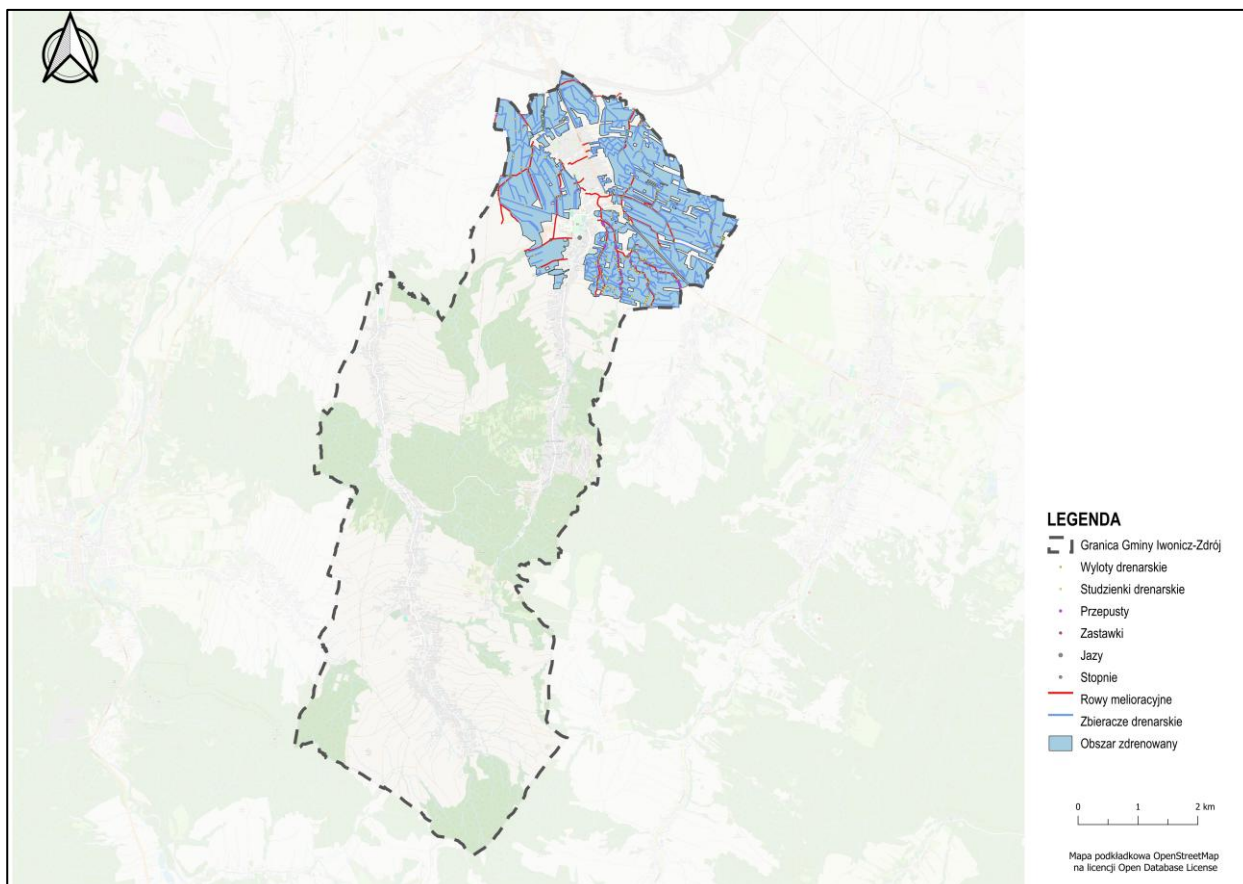 LEGENDA
Granica Gminy Iwonicz-Zdrój
Wyloty drenarskie
Studzienki drenarskie
Przepusty
Zastawki
Jazy
Stopnie
Rowy melioracyjne
Zbieracze drenarskie
Obszar zdrenowany
0 1 2 km
Mapa podkładkowa OpenStreetMap
na licencji Open Database License